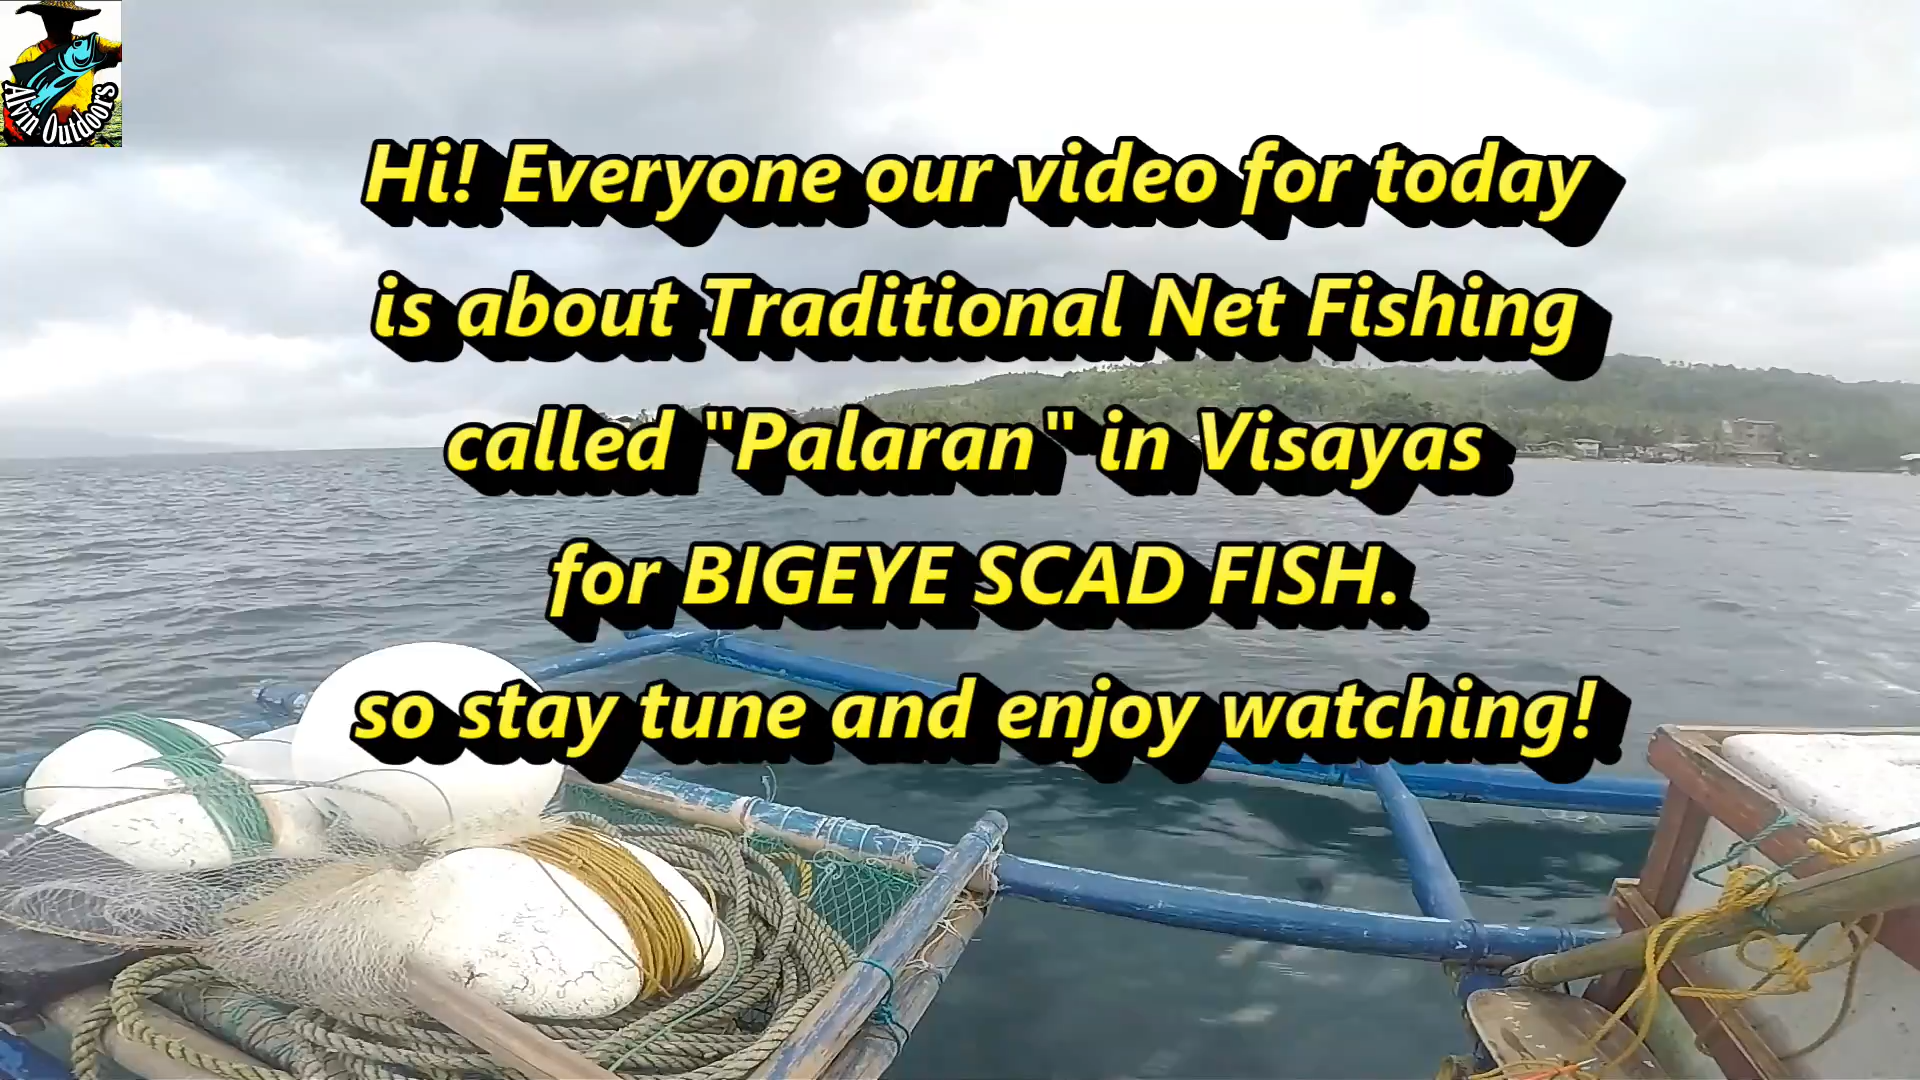 Alvin Outdoors
Hi! Everyone our video for today
is about Traditional Net Fishing
called "Palaran" in Visayas
for BIGEYE SCAD FISH.
so stay tune and enjoy watching!